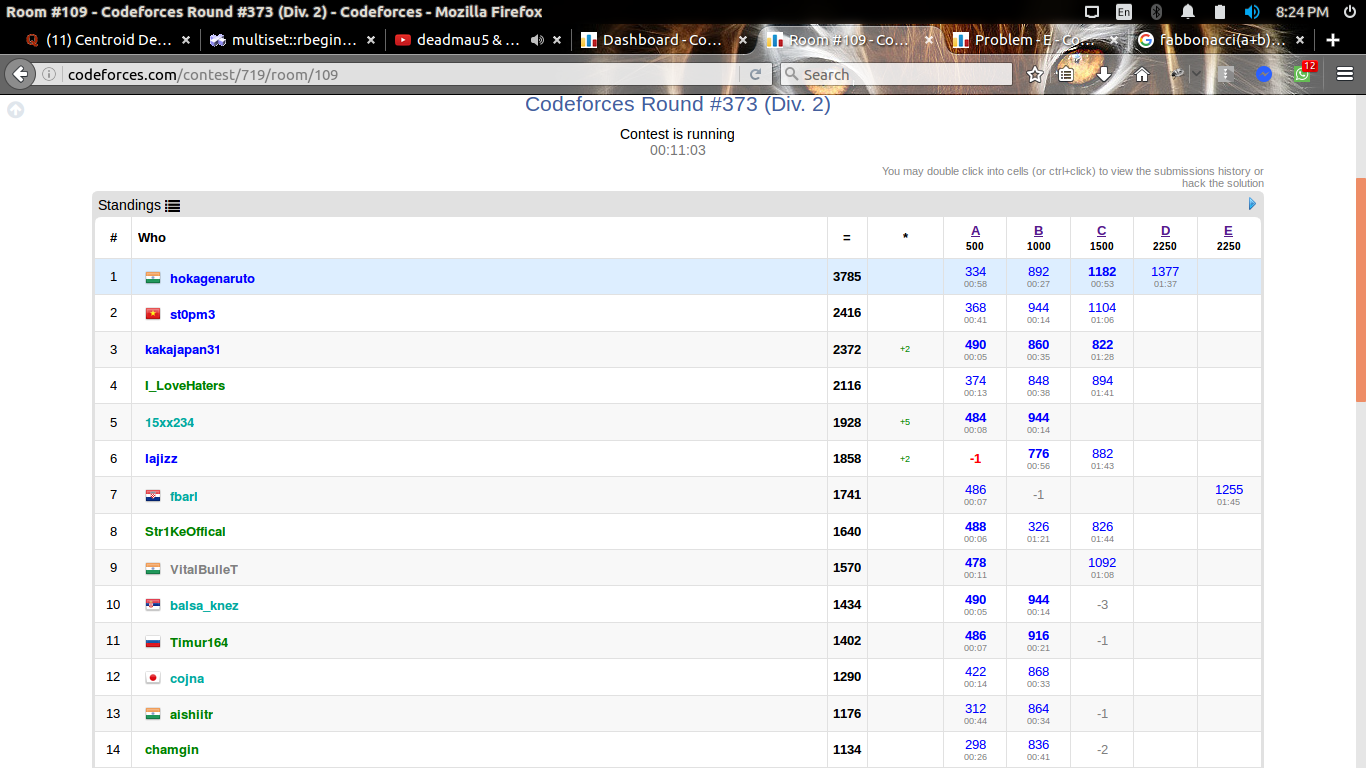 Room #109 - Codeforces Round #373 (Div. 2) - Codeforces - Mozilla Firefox En 8:24 PM
(11) Centroid De... × multiset::rbegin... × deadmau5 & ... × Dashboard - Co... × Room #109 - Co... × Problem - E - Co... × fabbonacci(a+b)... × +
codeforces.com/contest/719/room/109 Search 12
Codeforces Round #373 (Div. 2)
Contest is running
00:11:03
You may double click into cells (or ctrl+click) to view the submissions history or
hack the solution
Standings
# Who = * A B C D E
500 1000 1500 2250 2250
1 hokagenaruto 3785 334 892 1182 1377
00:58 00:27 00:53 01:37
2 st0pm3 2416 368 944 1104
00:41 00:14 01:06
3 kakajapan31 2372 +2 490 860 822
00:05 00:35 01:28
4 I_LoveHaters 2116 374 848 894
00:13 00:38 01:41
5 15xx234 1928 +5 484 944
00:08 00:14
6 lajizz 1858 +2 -1 776 882
00:56 01:43
7 fbarl 1741 486 -1 1255
00:07 01:45
8 Str1KeOffical 1640 488 326 826
00:06 01:21 01:44
9 VitalBulleT 1570 478 1092
00:11 01:08
10 balsa_knez 1434 490 944 -3
00:05 00:14
11 Timur164 1402 486 916 -1
00:07 00:21
12 cojna 1290 422 868
00:14 00:33
13 aishiitr 1176 312 864 -1
00:44 00:34
14 chamgin 1134 298 836 -2
00:26 00:41